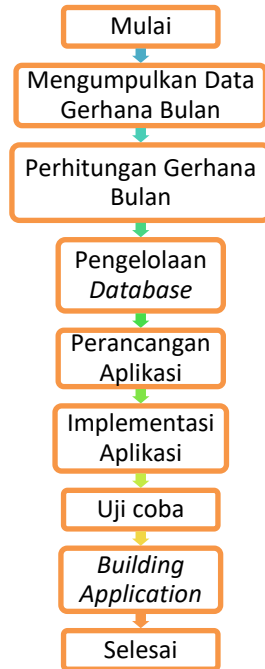 Mulai
Mengumpulkan Data
Gerhana Bulan
Perhitungan Gerhana
Bulan
Pengelolaan
Database
Perancangan
Aplikasi
Implementasi
Aplikasi
Uji coba
Building
Application
Selesai